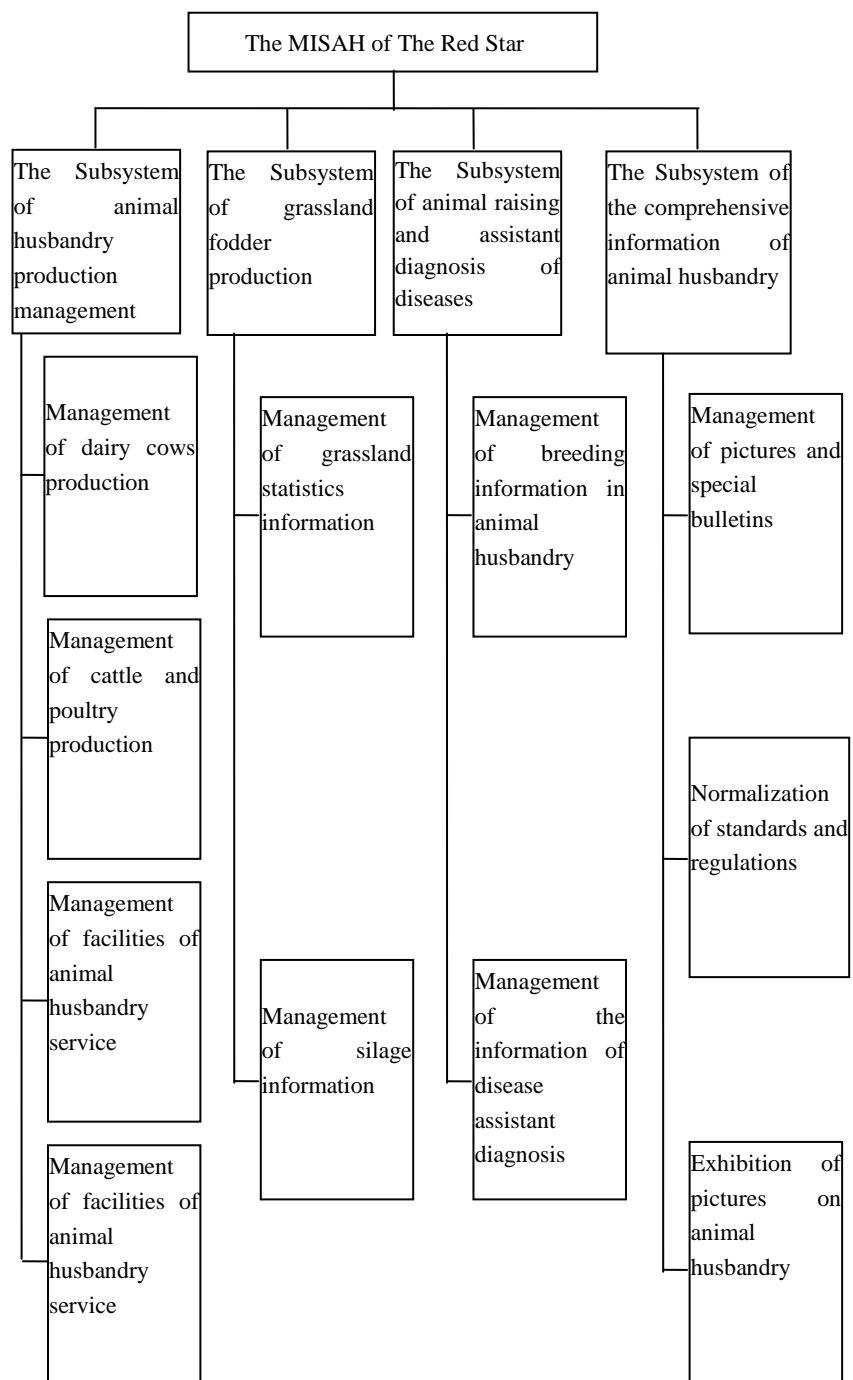 The MISAH of The Red Star
The Subsystem
of animal
husbandry
production
management
The Subsystem
of grassland
fodder
production
The Subsystem
of animal raising
and assistant
diagnosis of
diseases
The Subsystem of
the comprehensive
information of
animal husbandry
Management
of dairy cows
production
Management
of cattle and
poultry
production
Management
of facilities of
animal
husbandry
service
Management
of facilities of
animal
husbandry
service
Management
of grassland
statistics
information
Management
of silage
information
Management
of breeding
information in
animal
husbandry
Management
of the
information of
disease
assistant
diagnosis
Management
of pictures and
special
bulletins
Normalization
of standards and
regulations
Exhibition of
pictures on
animal
husbandry